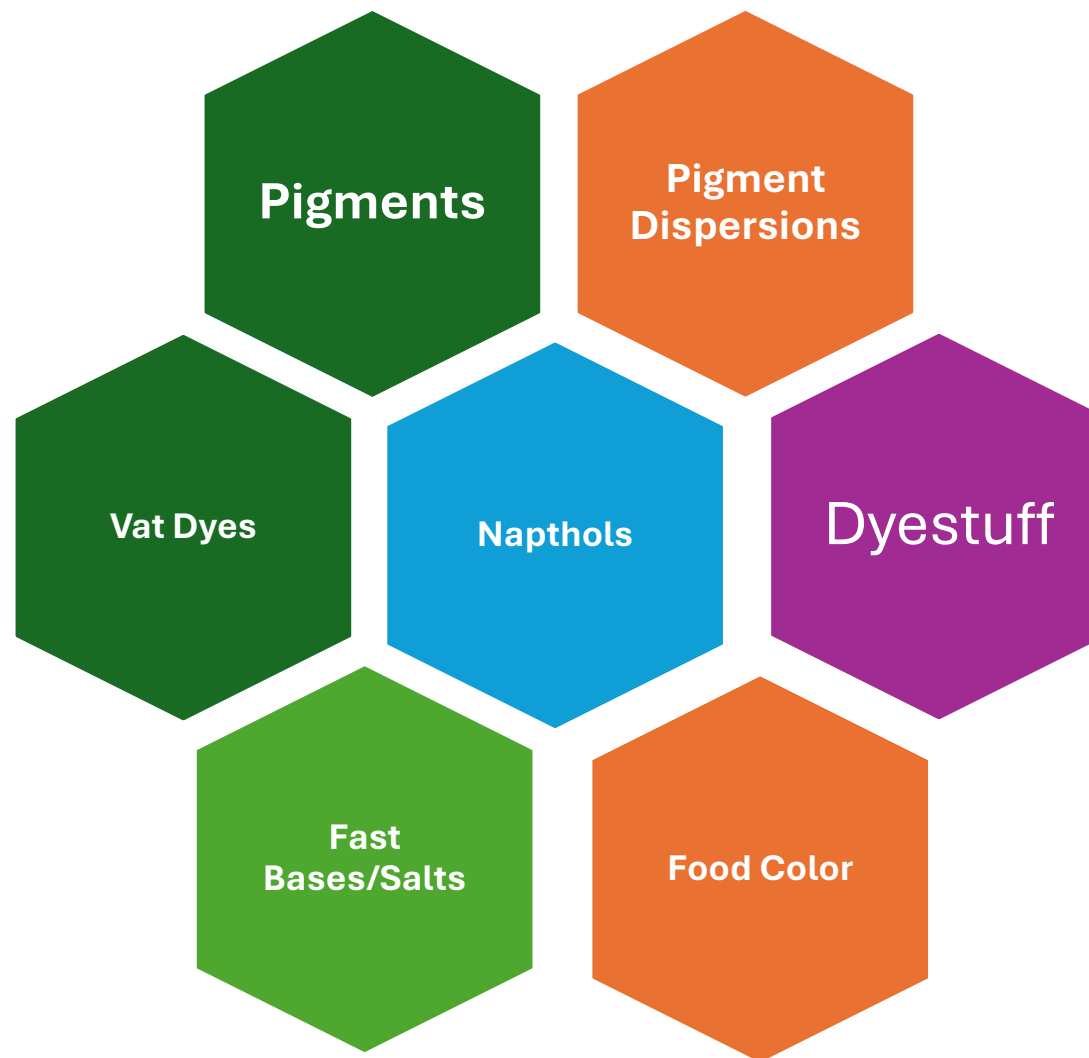 Pigments
Pigment
Dispersions
Vat Dyes
Napthols
Dyestuff
Fast
Bases/Salts
Food Color